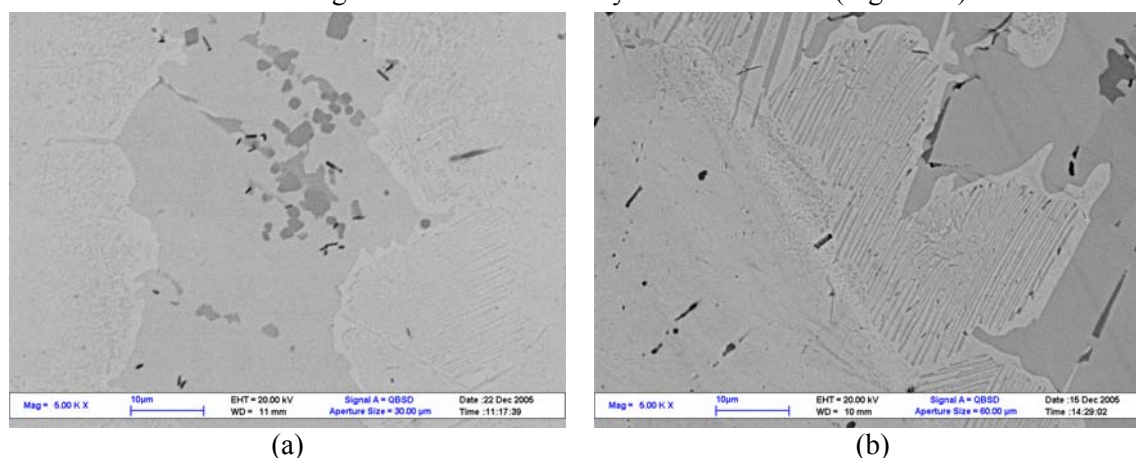 Mag = 5.00 K X
10µm
EHT = 20.00 kV
WD = 11 mm
Signal A = QBSD
Aperture Size = 30.00 µm
Date :22 Dec 2005
Time :11:17:39
Mag = 5.00 K X
10µm
EHT = 20.00 kV
WD = 10 mm
Signal A = QBSD
Aperture Size = 60.00 µm
Date :15 Dec 2005
Time :14:29:02
(a)
(b)